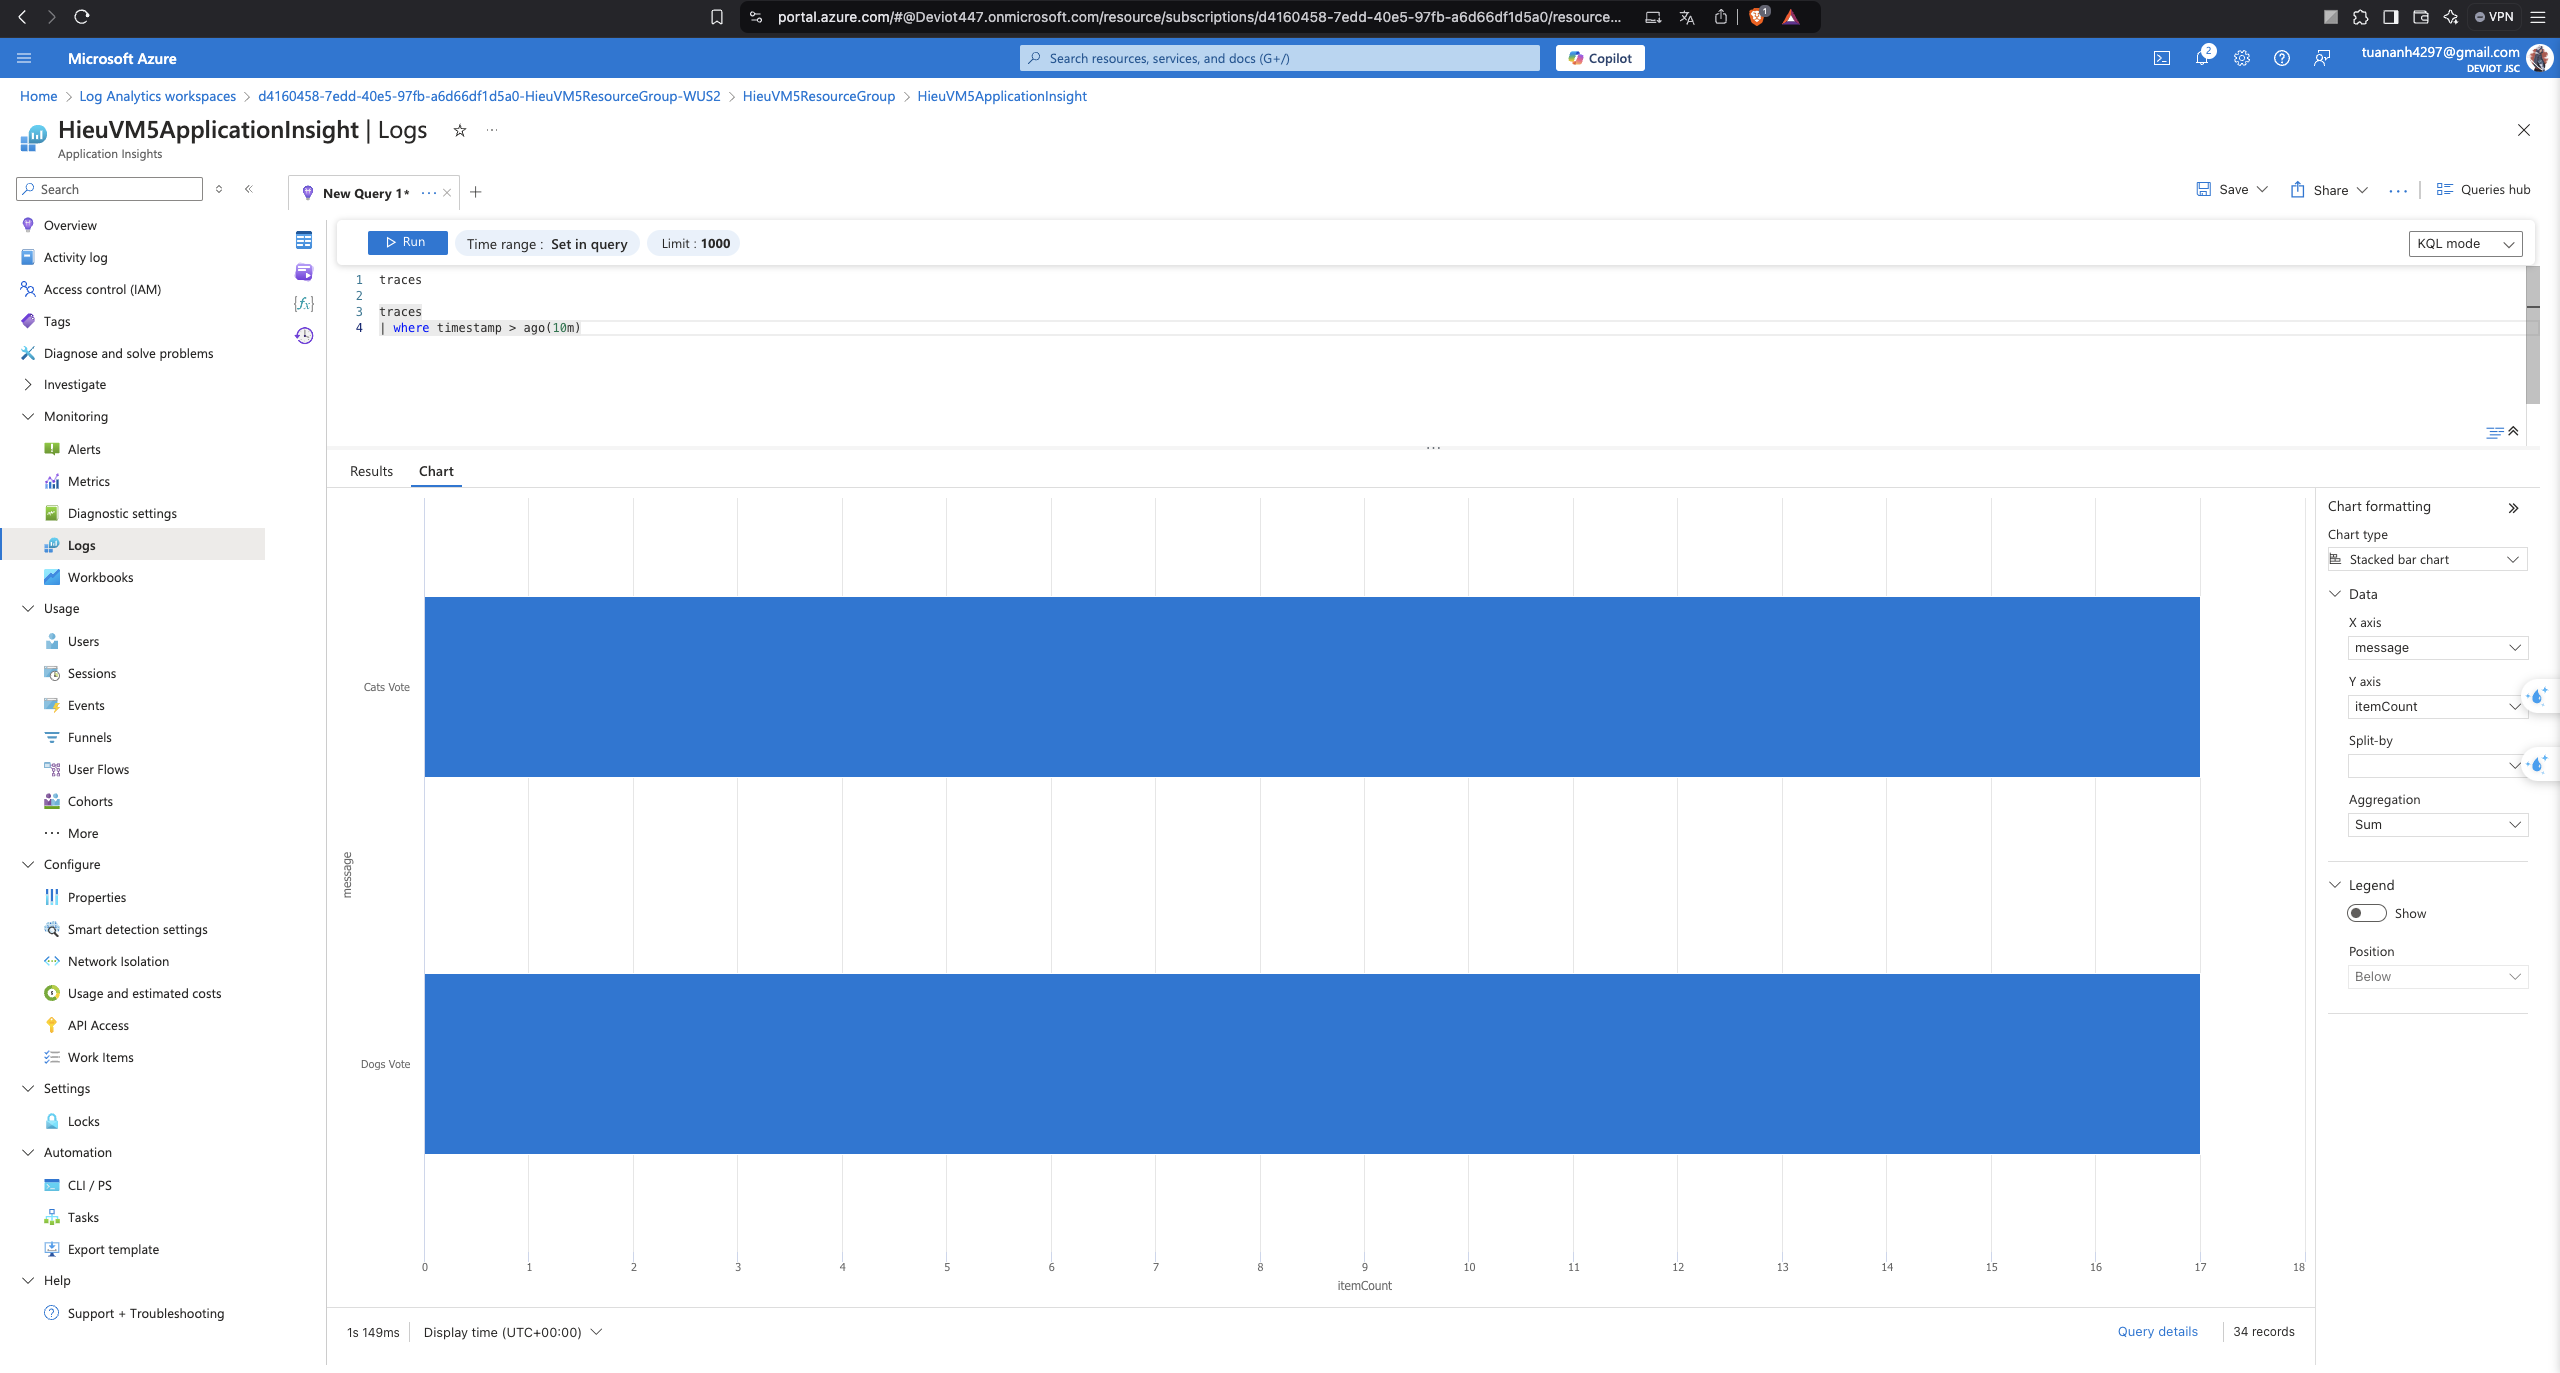 portal.azure.com/#@Deviot447.onmicrosoft.com/resource/subscriptions/d4160458-7edd-40e5-97fb-a6d66df1d5a0/resource...
1
VPN
Microsoft Azure
Search resources, services, and docs (G+/)
Copilot
2
tuananh4297@gmail.com
DEVIOT JSC
Home > Log Analytics workspaces > d4160458-7edd-40e5-97fb-a6d66df1d5a0-HieuVM5ResourceGroup-WUS2 > HieuVM5ResourceGroup > HieuVM5ApplicationInsight
HieuVM5ApplicationInsight | Logs
Application Insights
Search
Overview
Activity log
Access control (IAM)
Tags
Diagnose and solve problems
Investigate
Monitoring
Alerts
Metrics
Diagnostic settings
Logs
Workbooks
Usage
Users
Sessions
Events
Funnels
User Flows
Cohorts
More
Configure
Properties
Smart detection settings
Network Isolation
Usage and estimated costs
API Access
Work Items
Settings
Locks
Automation
CLI / PS
Tasks
Export template
Help
Support + Troubleshooting
New Query 1*
Save
Share
Queries hub
Run
Time range : Set in query
Limit : 1000
KQL mode
1 traces
2
3 traces
4 | where timestamp > ago(10m)
Results
Chart
Cats Vote
message
Dogs Vote
0 1 2 3 4 5 6 7 8 9 10 11 12 13 14 15 16 17 18
itemCount
1s 149ms
Display time (UTC+00:00)
Query details
34 records
Chart formatting
Chart type
Stacked bar chart
Data
X axis
message
Y axis
itemCount
Split-by
Aggregation
Sum
Legend
Show
Position
Below